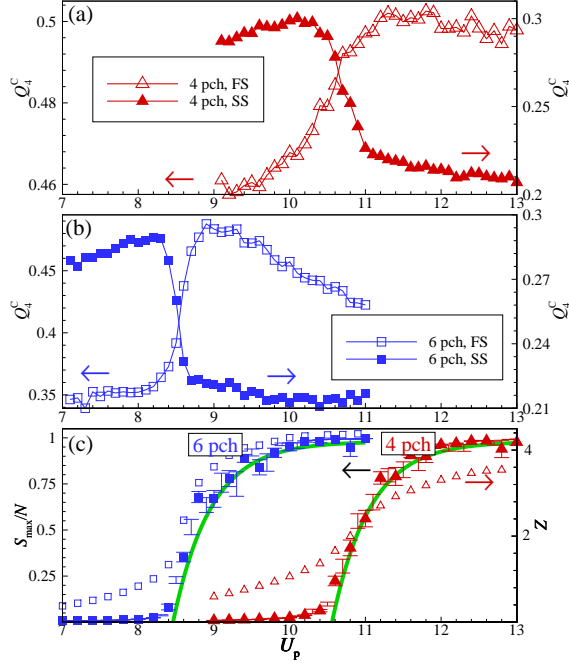 (a)
0.5
0.48
0.46
Q₄ᶜ
4 pch, FS
4 pch, SS
0.3
0.25
0.2
Q₄ᶜ
7 8 9 10 11 12 13
(b)
0.45
0.4
0.35
Q₄ᶜ
6 pch, FS
6 pch, SS
0.3
0.27
0.24
0.21
Q₄ᶜ
7 8 9 10 11 12 13
(c)
6 pch
4 pch
1
0.75
0.5
0.25
S_max/N
4
2
Z
7 8 9 10 11 12 13
U_p